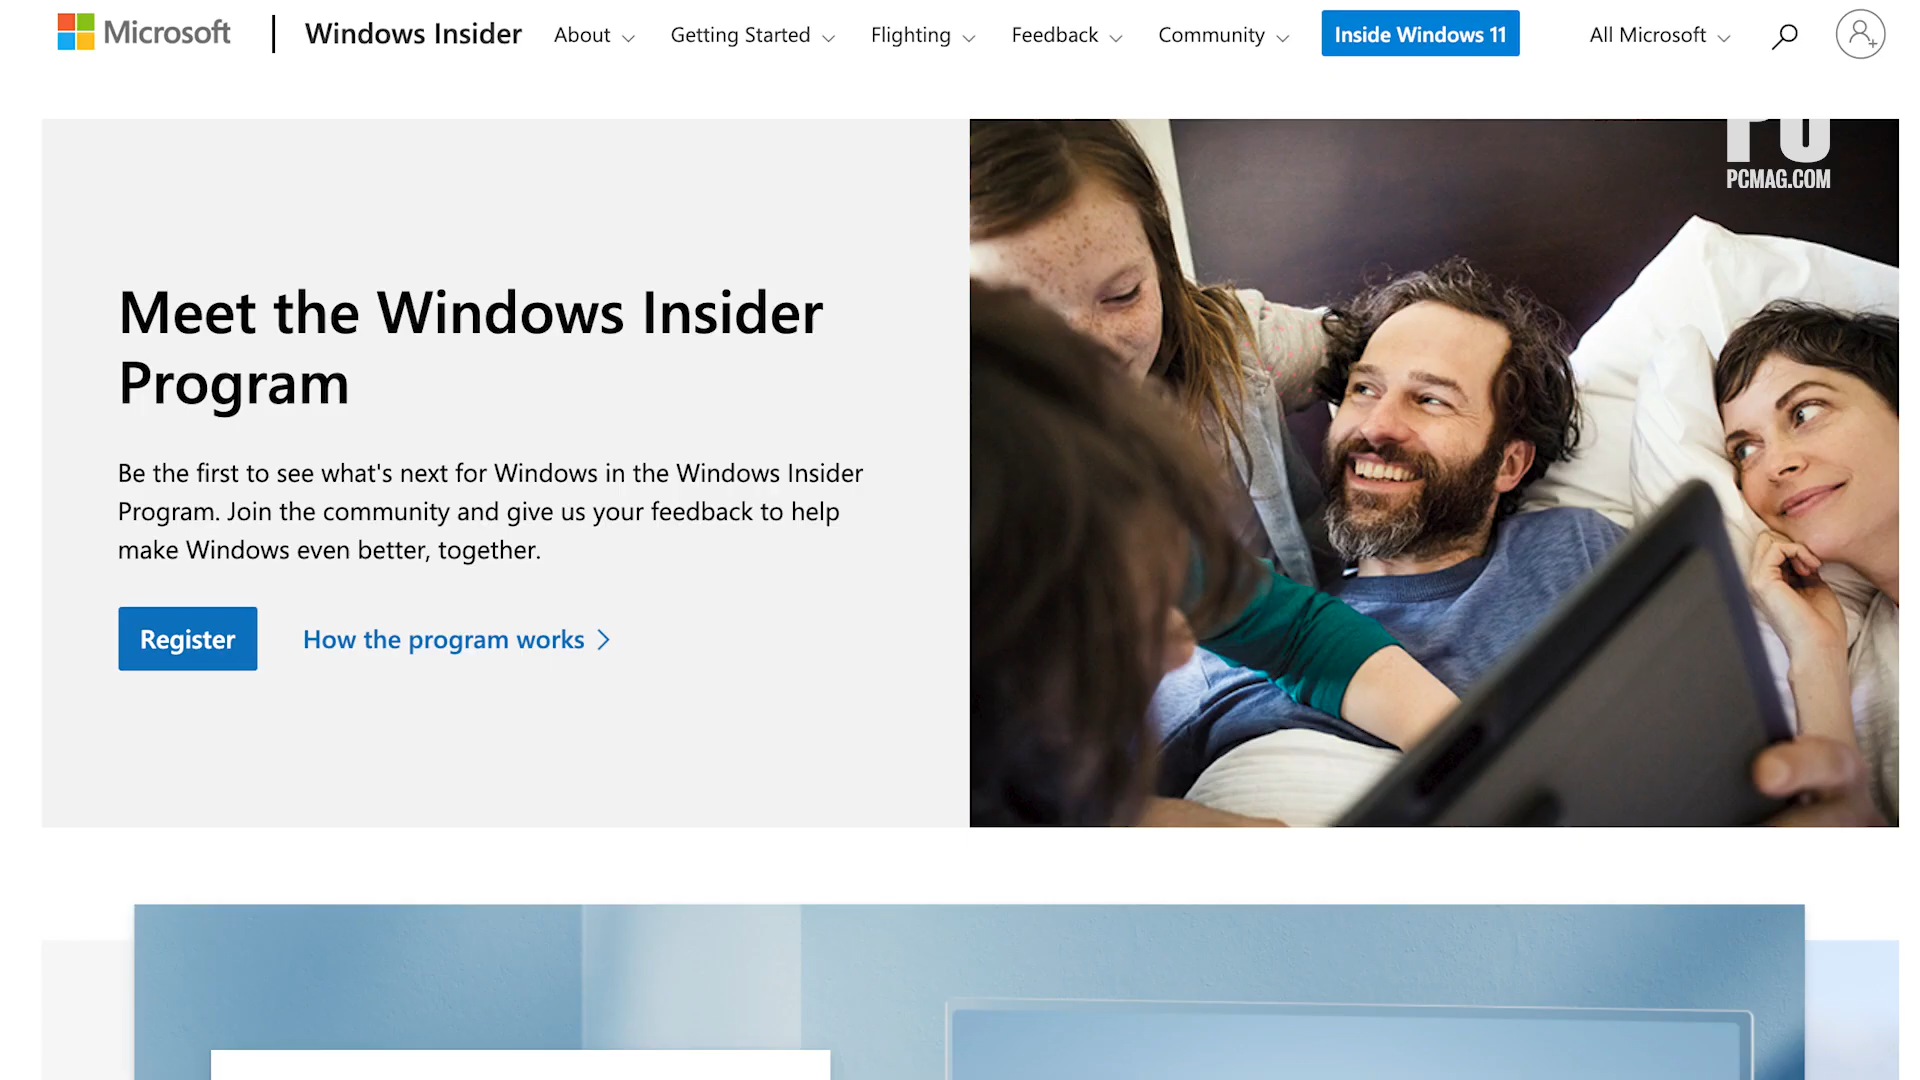 Microsoft
Windows Insider
About
Getting Started
Flighting
Feedback
Community
Inside Windows 11
All Microsoft
PC
PCMAG.COM
Meet the Windows Insider
Program
Be the first to see what's next for Windows in the Windows Insider
Program. Join the community and give us your feedback to help
make Windows even better, together.
Register
How the program works